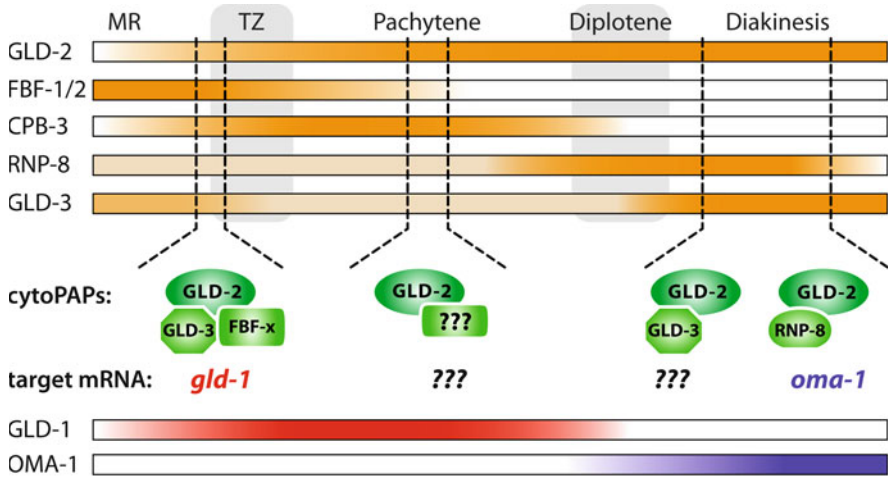 MR TZ Pachytene Diplotene Diakinesis
GLD-2
FBF-1/2
CPB-3
RNP-8
GLD-3
cytoPAPs: GLD-2 GLD-2 GLD-2 GLD-2
GLD-3 FBF-x ??? GLD-3 RNP-8
target mRNA: gld-1 ??? ??? oma-1
GLD-1
OMA-1